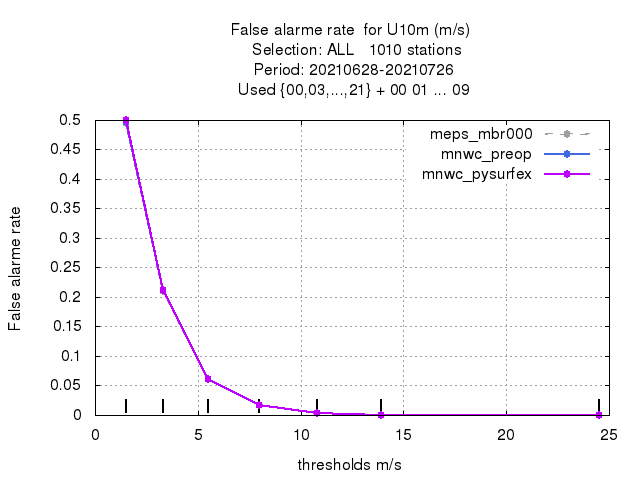 False alarme rate  for U10m (m/s)
Selection: ALL   1010 stations
Period: 20210628-20210726
Used {00,03,...,21} + 00 01 ... 09
meps_mbr000
mnwc_preop
mnwc_pysurfex
0.5
0.45
0.4
0.35
0.3
0.25
0.2
0.15
0.1
0.05
0
False alarme rate
0 5 10 15 20 25
thresholds m/s